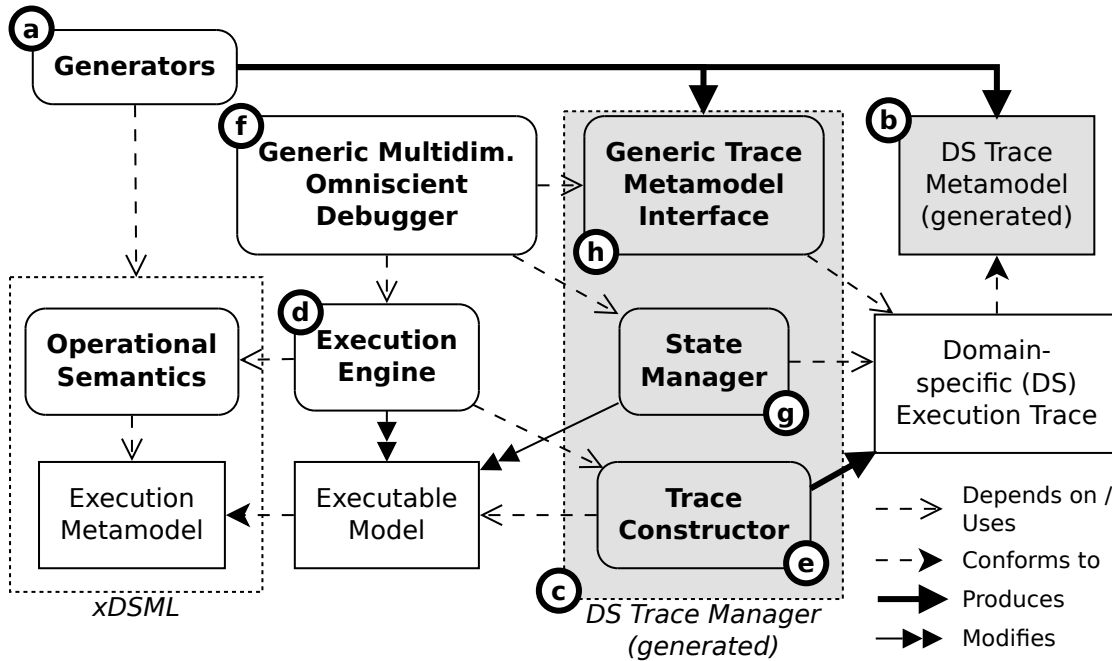 a
Generators
f
Generic Multidim.
Omniscient
Debugger
Generic Trace
Metamodel
Interface
h
b
DS Trace
Metamodel
(generated)
d
Operational
Semantics
Execution
Engine
State
Manager
g
Domain-
specific (DS)
Execution Trace
Execution
Metamodel
Executable
Model
Trace
Constructor
e
c
xDSML
DS Trace Manager
(generated)
Depends on /
Uses
Conforms to
Produces
Modifies